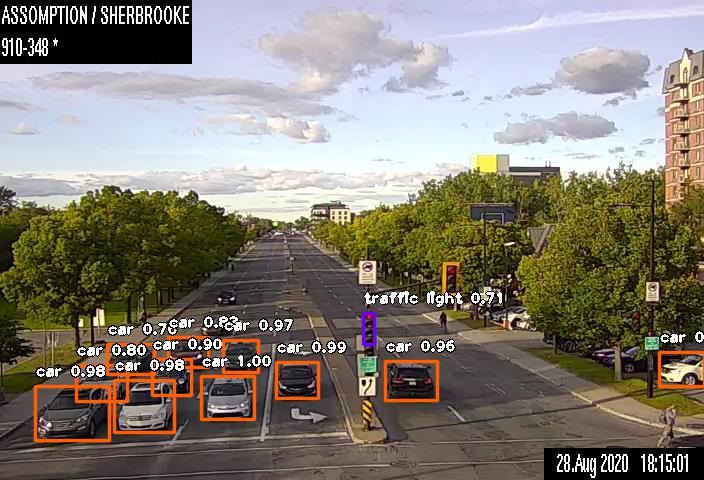 ASSOMPTION / SHERBROOKE
910-348 *
traffic light 0.71
car 0.76
car 0.83
car 0.97
car 0.80
car 0.90
car 0.99
car 0.96
car 0
car 0.98
car 0.98
car 1.00
28.Aug 2020 18:15:01